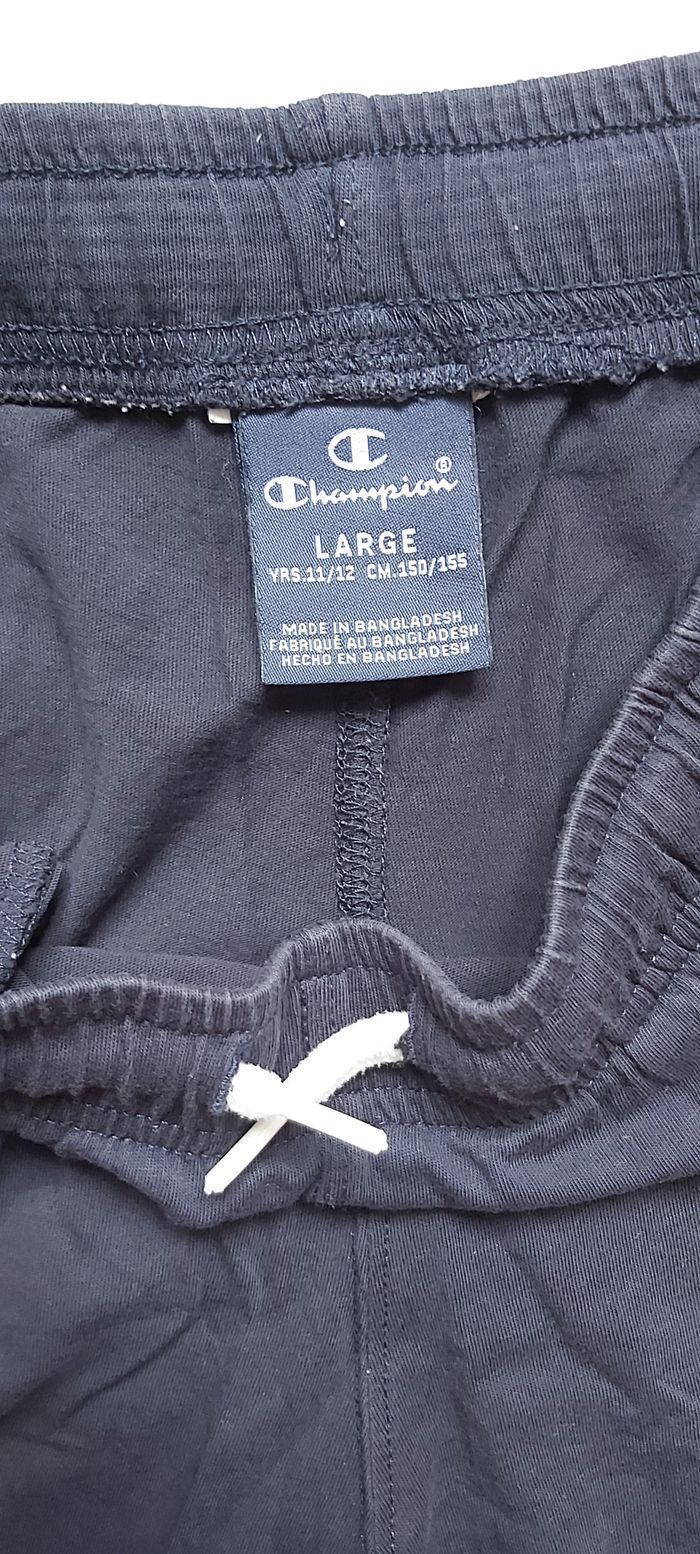 Champion®
LARGE
YRS.11/12 CM.150/155
MADE IN BANGLADESH
FABRIQUÉ AU BANGLADESH
HECHO EN BANGLADESH